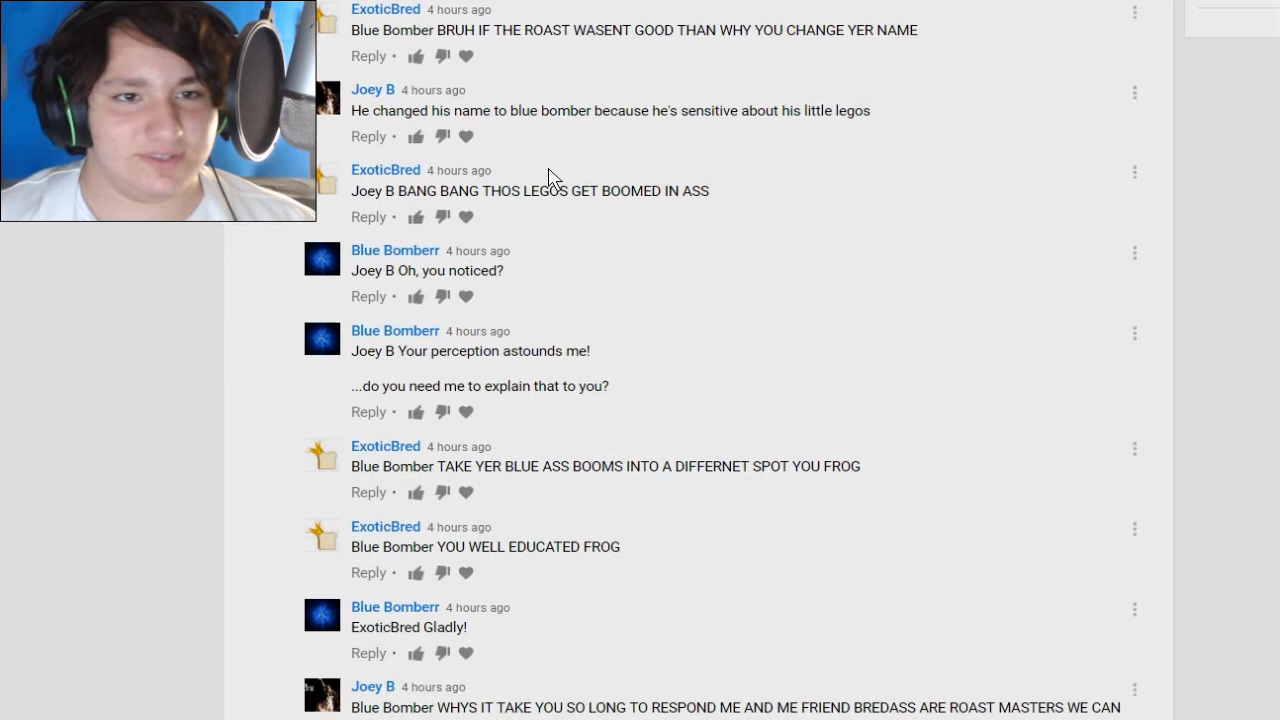 ExoticBred 4 hours ago
Blue Bomber BRUH IF THE ROAST WASENT GOOD THAN WHY YOU CHANGE YER NAME
Reply •
Joey B 4 hours ago
He changed his name to blue bomber because he's sensitive about his little legos
Reply •
ExoticBred 4 hours ago
Joey B BANG BANG THOS LEGOS GET BOOMED IN ASS
Reply •
Blue Bomberr 4 hours ago
Joey B Oh, you noticed?
Reply •
Blue Bomberr 4 hours ago
Joey B Your perception astounds me!
...do you need me to explain that to you?
Reply •
ExoticBred 4 hours ago
Blue Bomber TAKE YER BLUE ASS BOOMS INTO A DIFFERNET SPOT YOU FROG
Reply •
ExoticBred 4 hours ago
Blue Bomber YOU WELL EDUCATED FROG
Reply •
Blue Bomberr 4 hours ago
ExoticBred Gladly!
Reply •
Joey B 4 hours ago
Blue Bomber WHYS IT TAKE YOU SO LONG TO RESPOND ME AND ME FRIEND BREDASS ARE ROAST MASTERS WE CAN